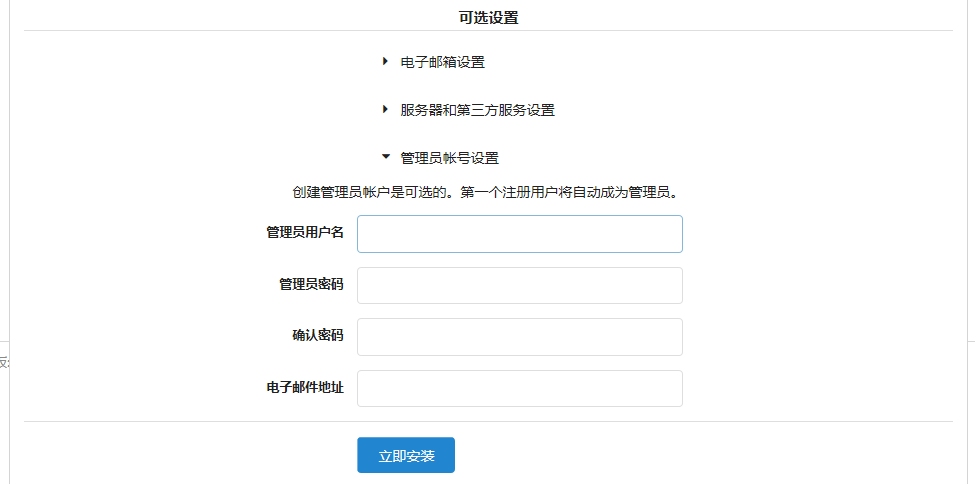 可选设置
电子邮箱设置
服务器和第三方服务设置
管理员帐号设置
创建管理员帐户是可选的。第一个注册用户将自动成为管理员。
管理员用户名
管理员密码
确认密码
电子邮件地址
立即安装